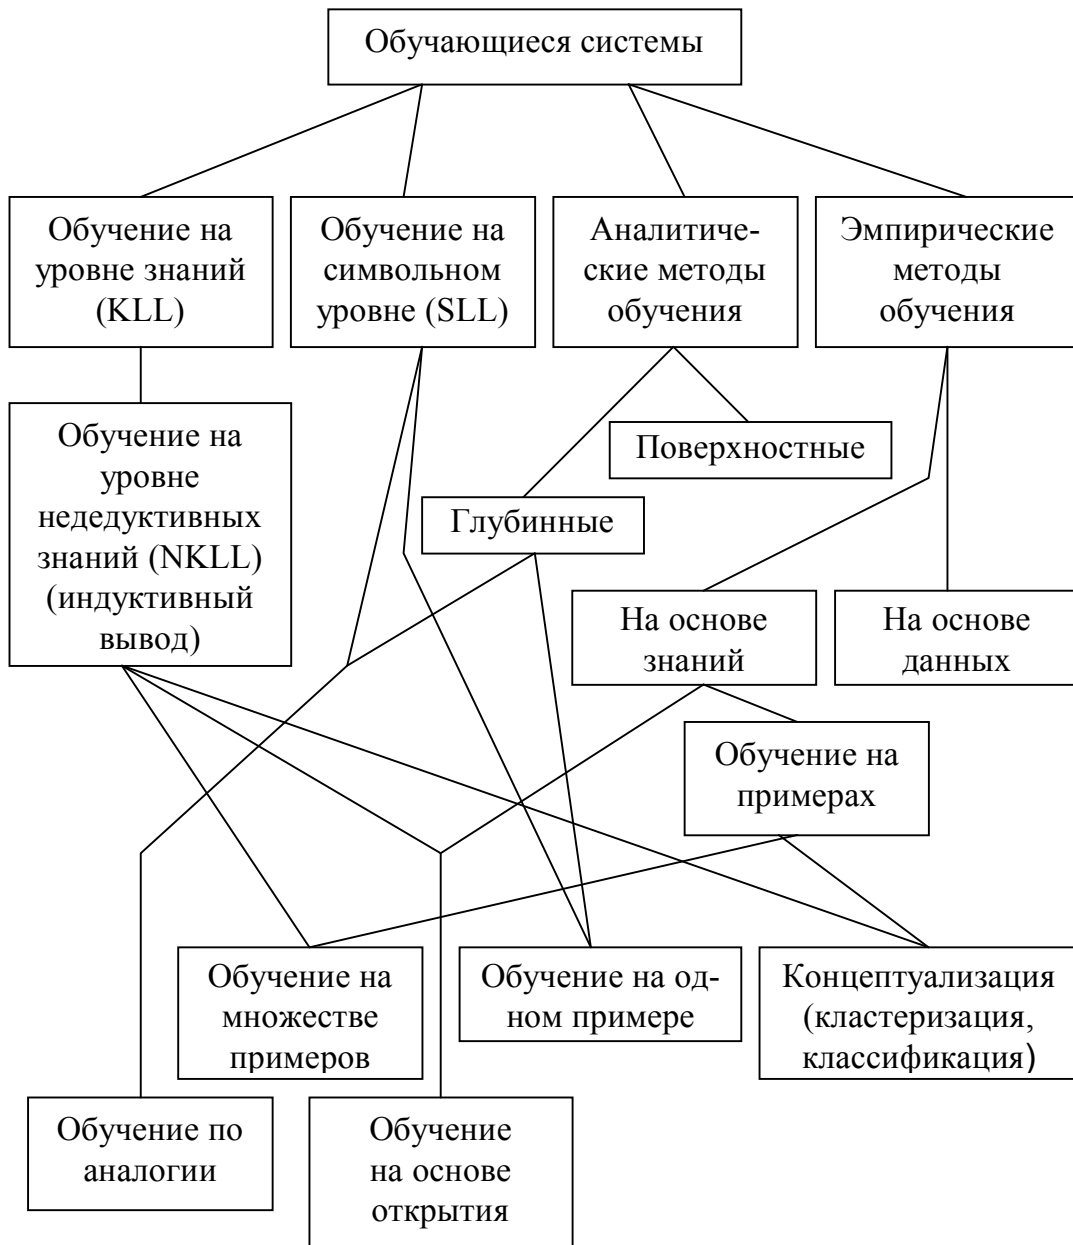 Обучающиеся системы
Обучение на
уровне знаний
(KLL)
Обучение на
символьном
уровне (SLL)
Аналитиче-
ские методы
обучения
Эмпирические
методы
обучения
Обучение на
уровне
недедуктивных
знаний (NKLL)
(индуктивный
вывод)
Поверхностные
Глубинные
На основе
знаний
На основе
данных
Обучение на
примерах
Обучение на
множестве
примеров
Обучение на од-
ном примере
Концептуализация
(кластеризация,
классификация)
Обучение по
аналогии
Обучение
на основе
открытия